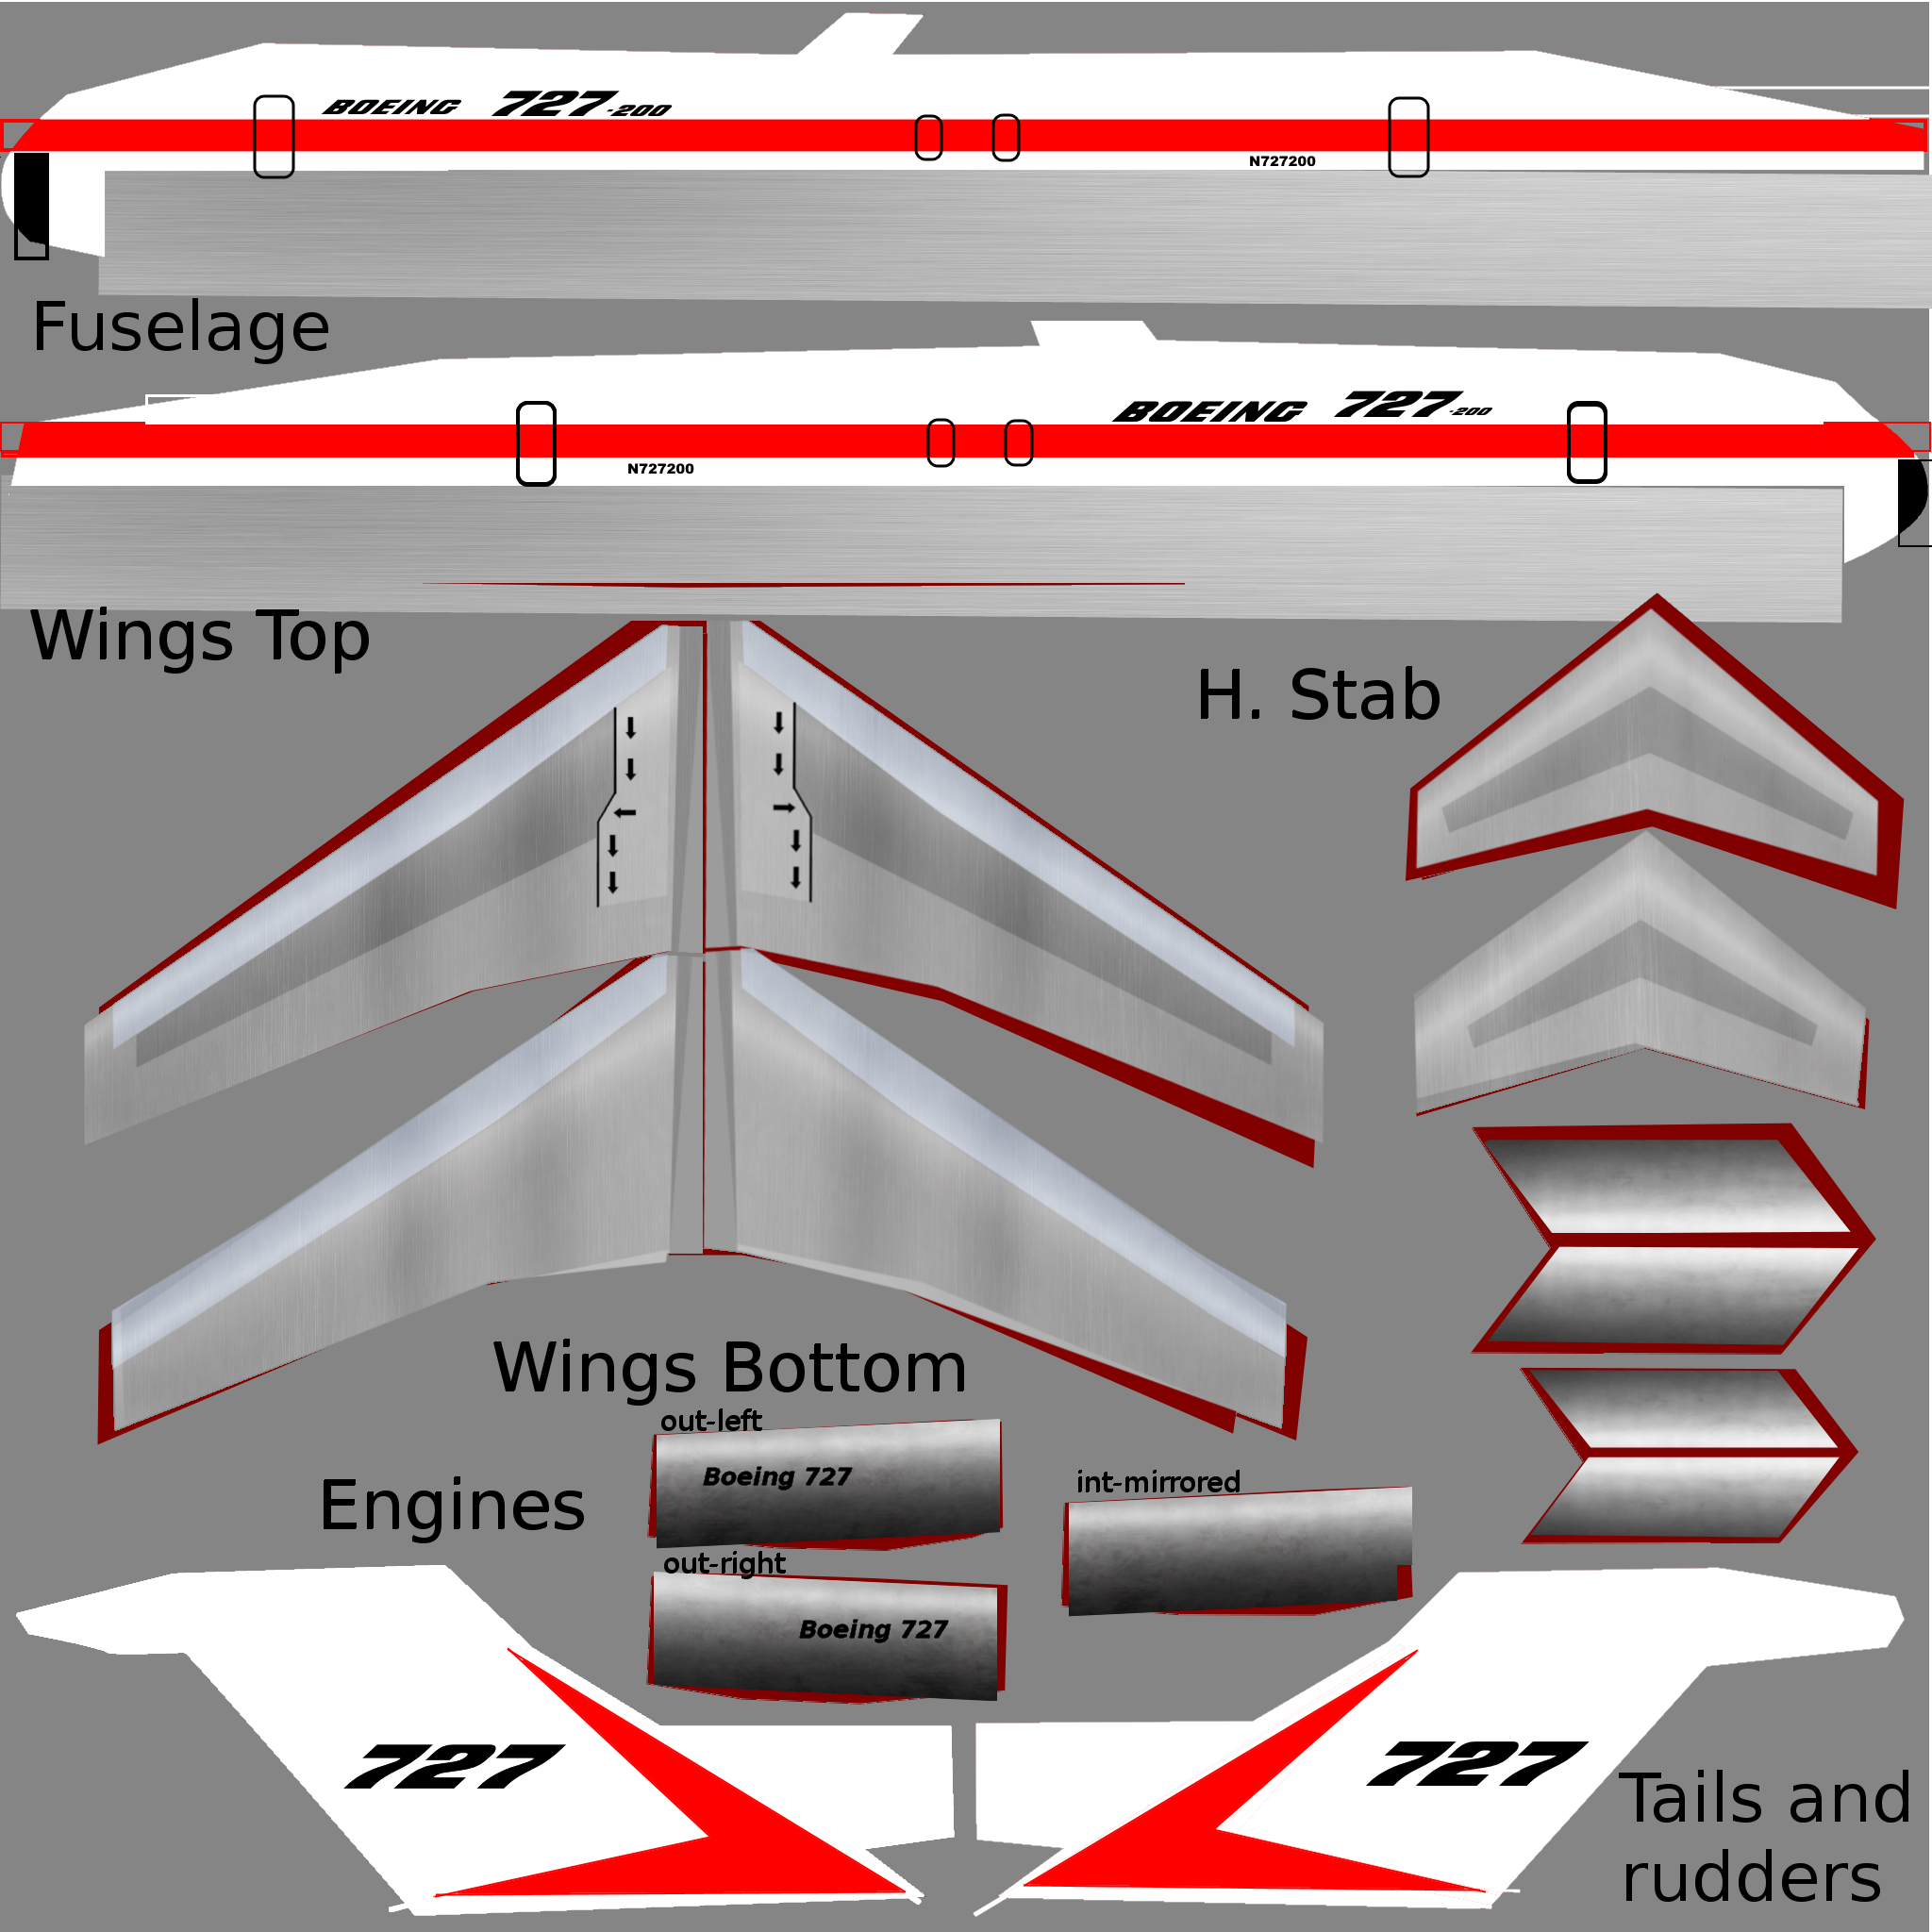 BOEING 727-200
N727200
Fuselage
BOEING 727-200
N727200
Wings Top
H. Stab
Wings Bottom
out-left
Boeing 727
Engines
int-mirrored
out-right
Boeing 727
727
727
Tails and
rudders